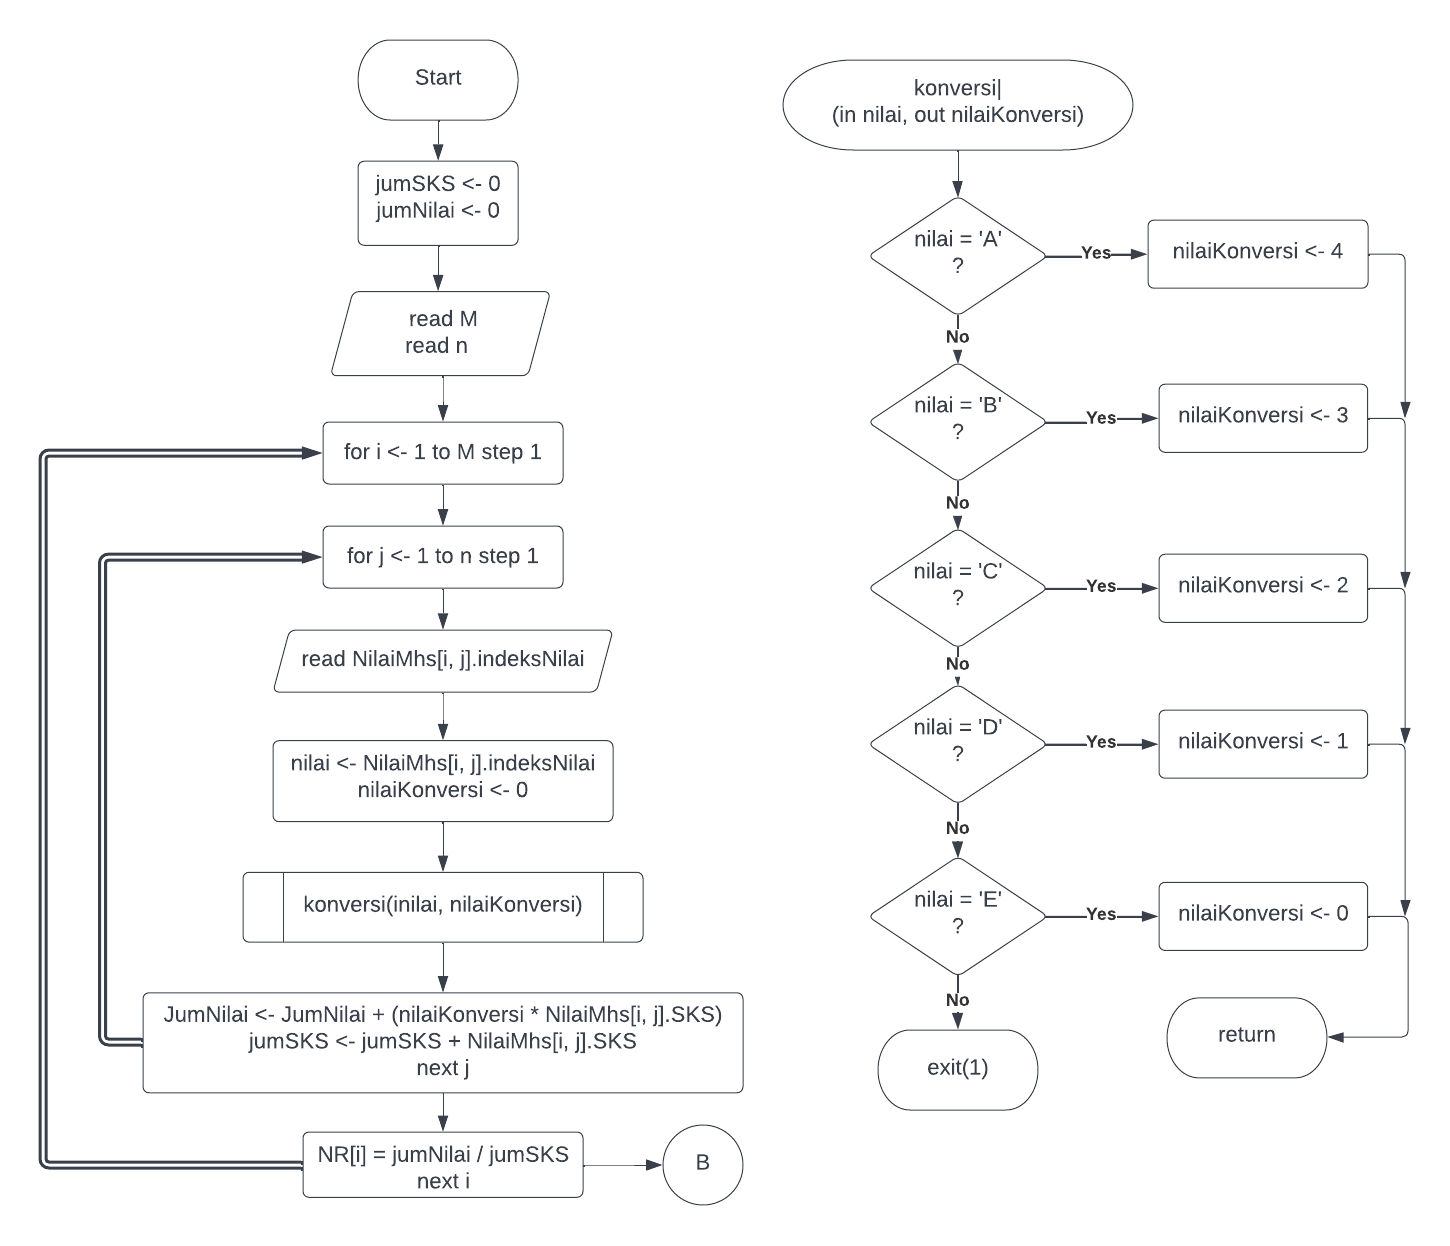 Start
jumSKS <- 0
jumNilai <- 0
read M
read n
for i <- 1 to M step 1
for j <- 1 to n step 1
read NilaiMhs[i, j].indeksNilai
nilai <- NilaiMhs[i, j].indeksNilai
nilaiKonversi <- 0
konversi(inilai, nilaiKonversi)
JumNilai <- JumNilai + (nilaiKonversi * NilaiMhs[i, j].SKS)
jumSKS <- jumSKS + NilaiMhs[i, j].SKS
next j
NR[i] = jumNilai / jumSKS
next i
B
konversi|
(in nilai, out nilaiKonversi)
nilai = 'A'
?
Yes
nilaiKonversi <- 4
No
nilai = 'B'
?
Yes
nilaiKonversi <- 3
No
nilai = 'C'
?
Yes
nilaiKonversi <- 2
No
nilai = 'D'
?
Yes
nilaiKonversi <- 1
No
nilai = 'E'
?
Yes
nilaiKonversi <- 0
No
exit(1)
return